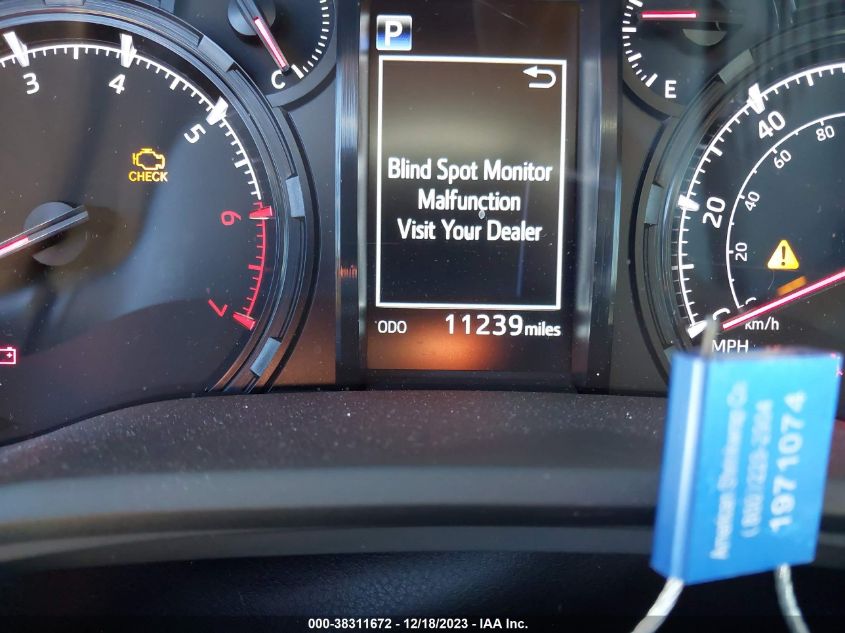 P
3
4
5
6
7
C
E
CHECK
Blind Spot Monitor
Malfunction
Visit Your Dealer
ODO 11239 miles
40
20
80
60
40
20
km/h
MPH
1971074
000-38311672 - 12/18/2023 - IAA Inc.